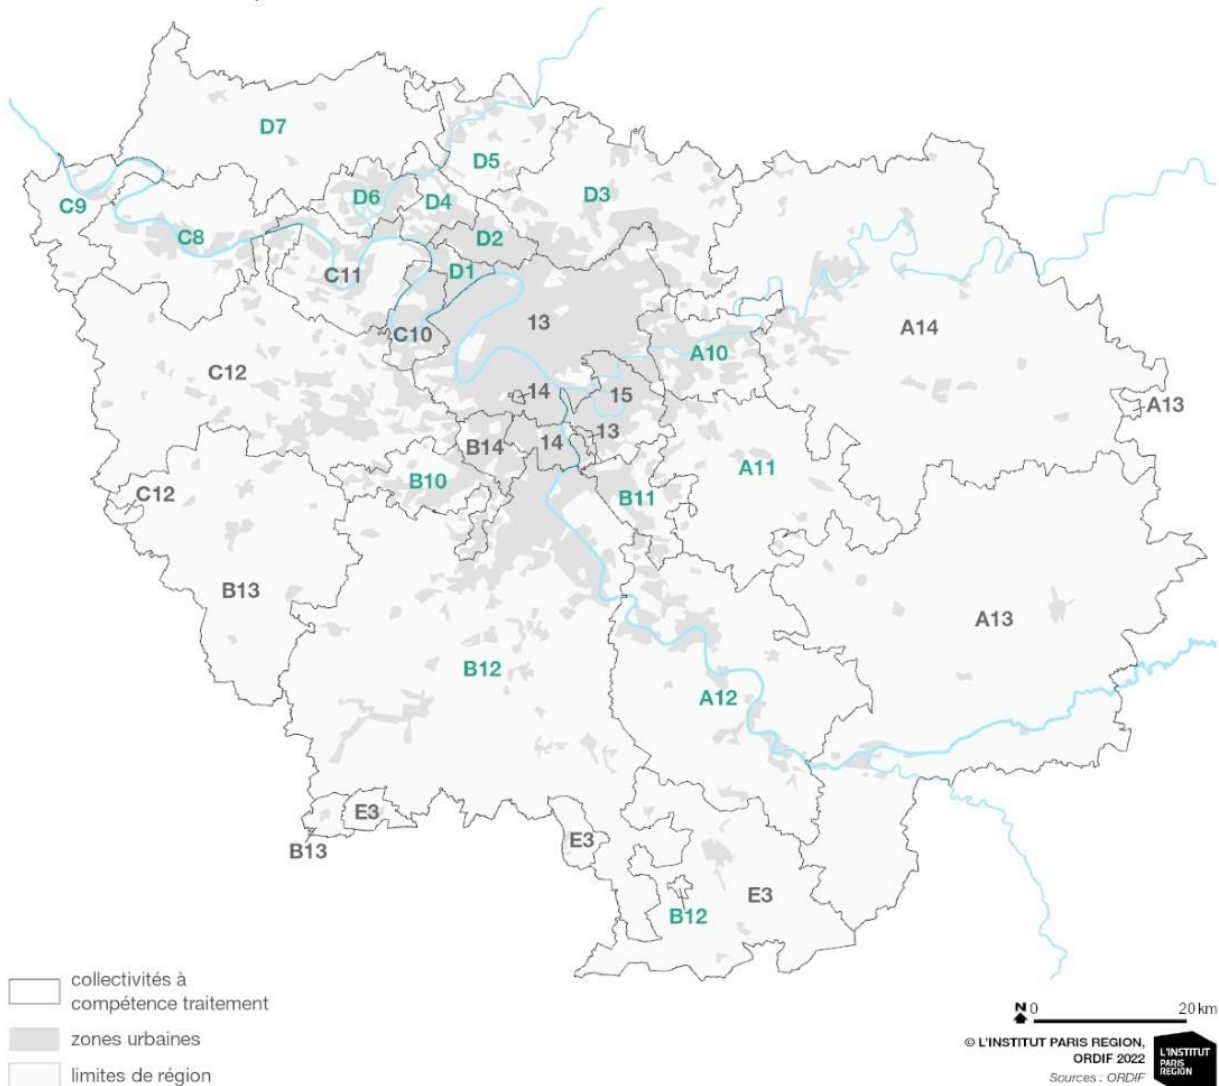 D7
D5
D6
D4
D3
C9
C8
D2
C11
D1
13
C10
A14
A10
C12
14
15
A13
B14
14
13
B10
A11
C12
B11
B13
A13
B12
A12
E3
B13
E3
E3
B12
collectivités à
compétence traitement
zones urbaines
limites de région
N 0 20 km
© L'INSTITUT PARIS REGION,
ORDIF 2022
Sources : ORDIF
L'INSTITUT
PARIS
REGION